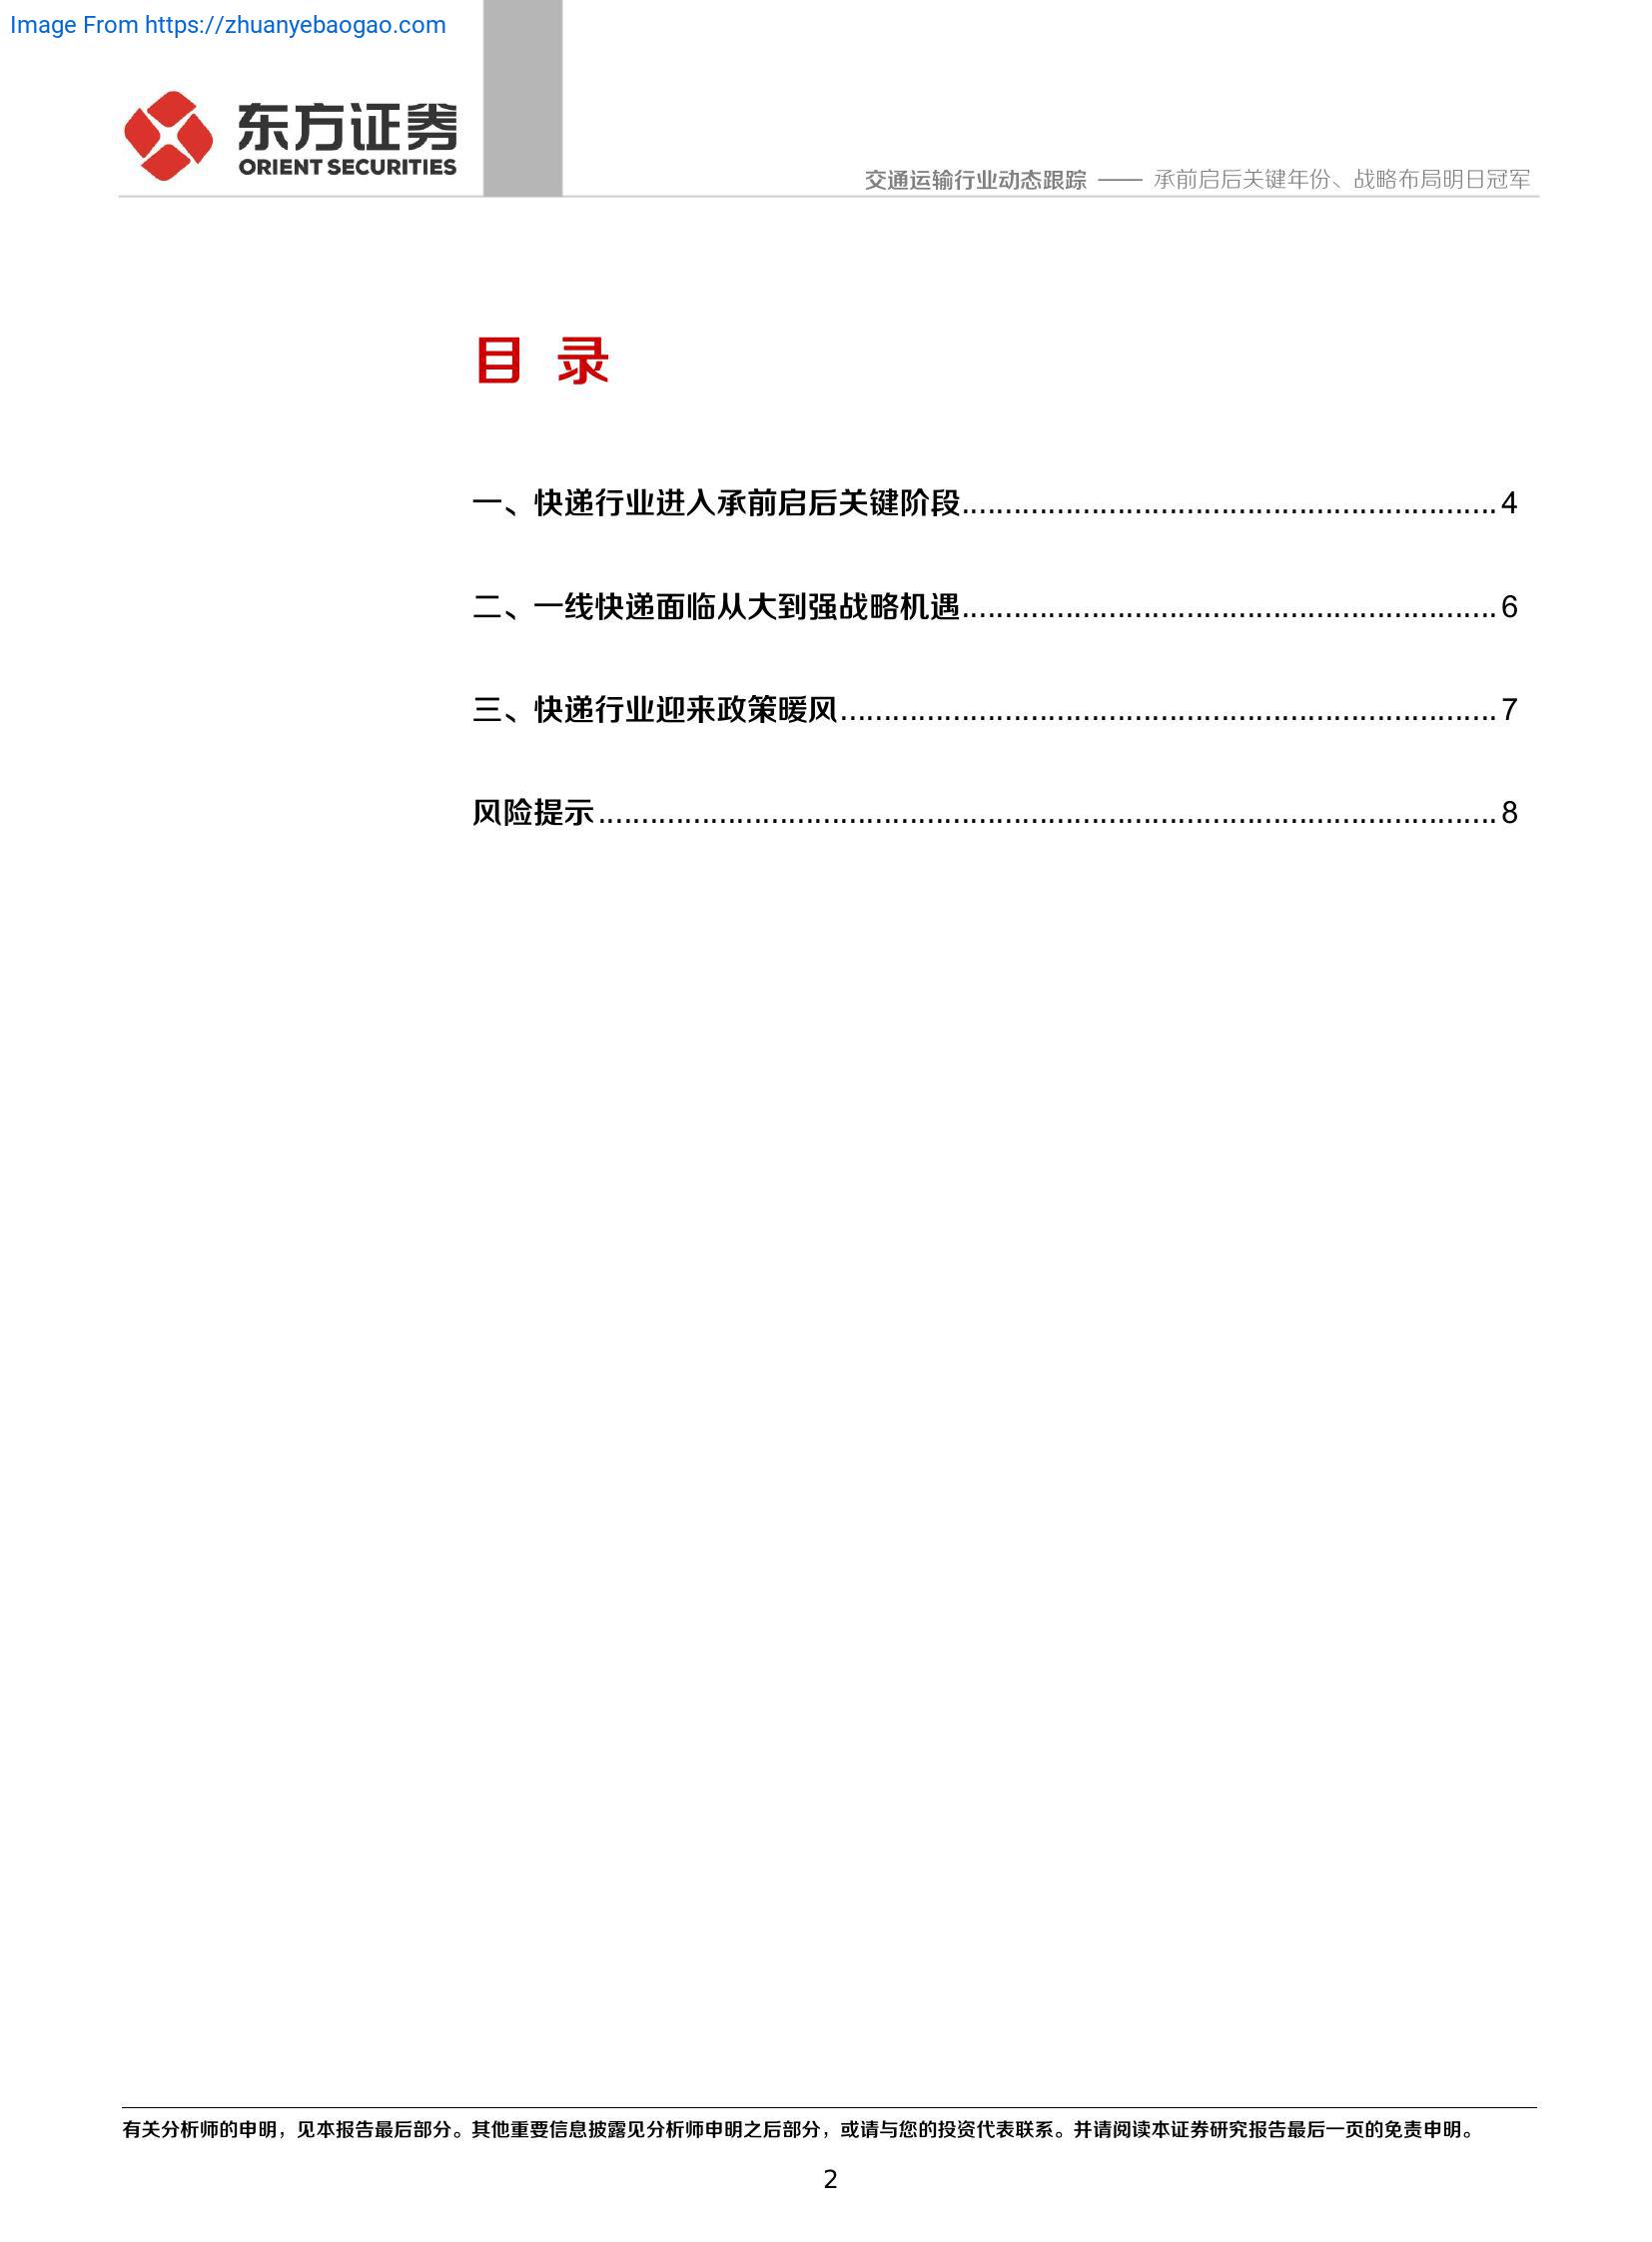 Image From https://zhuanyebaogao.com
东方证券
ORIENT SECURITIES
交通运输行业动态跟踪 —— 承前启后关键年份、战略布局明日冠军
目 录
一、快递行业进入承前启后关键阶段..............................................................4
二、一线快递面临从大到强战略机遇..............................................................6
三、快递行业迎来政策暖风............................................................................7
风险提示........................................................................................................8
有关分析师的申明，见本报告最后部分。其他重要信息披露见分析师申明之后部分，或请与您的投资代表联系。并请阅读本证券研究报告最后一页的免责申明。
2